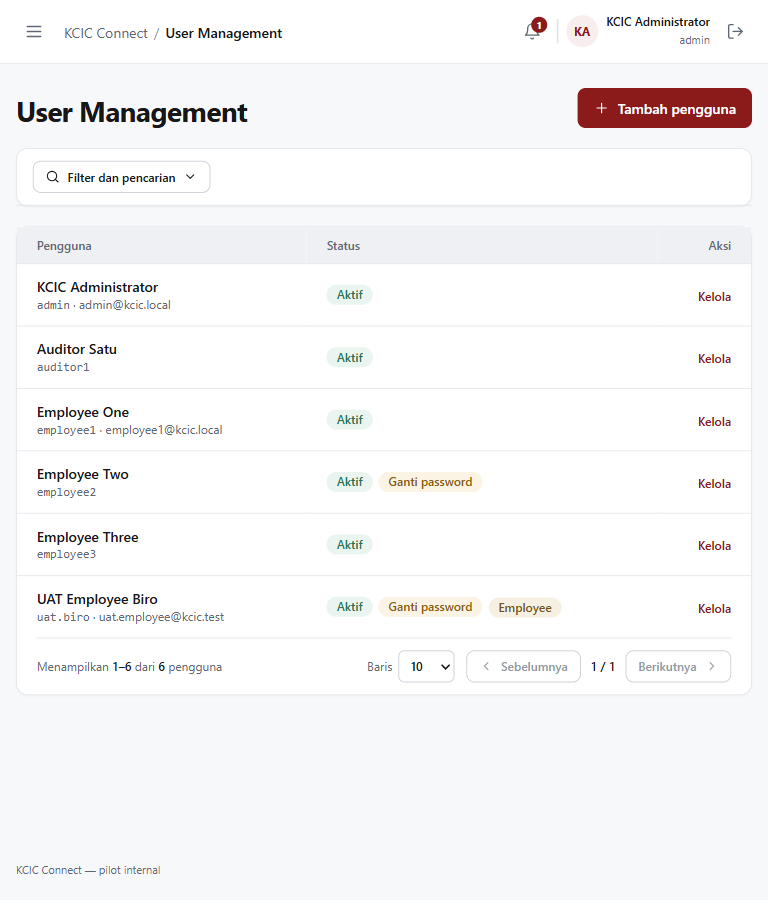 KCIC Connect / User Management
1
KA
KCIC Administrator
admin
User Management
Tambah pengguna
Filter dan pencarian
Pengguna Status Aksi
KCIC Administrator
admin · admin@kcic.local
Aktif
Kelola
Auditor Satu
auditor1
Aktif
Kelola
Employee One
employee1 · employee1@kcic.local
Aktif
Kelola
Employee Two
employee2
Aktif Ganti password
Kelola
Employee Three
employee3
Aktif
Kelola
UAT Employee Biro
uat.biro · uat.employee@kcic.test
Aktif Ganti password Employee
Kelola
Menampilkan 1–6 dari 6 pengguna
Baris 10 Sebelumnya 1 / 1 Berikutnya
KCIC Connect — pilot internal